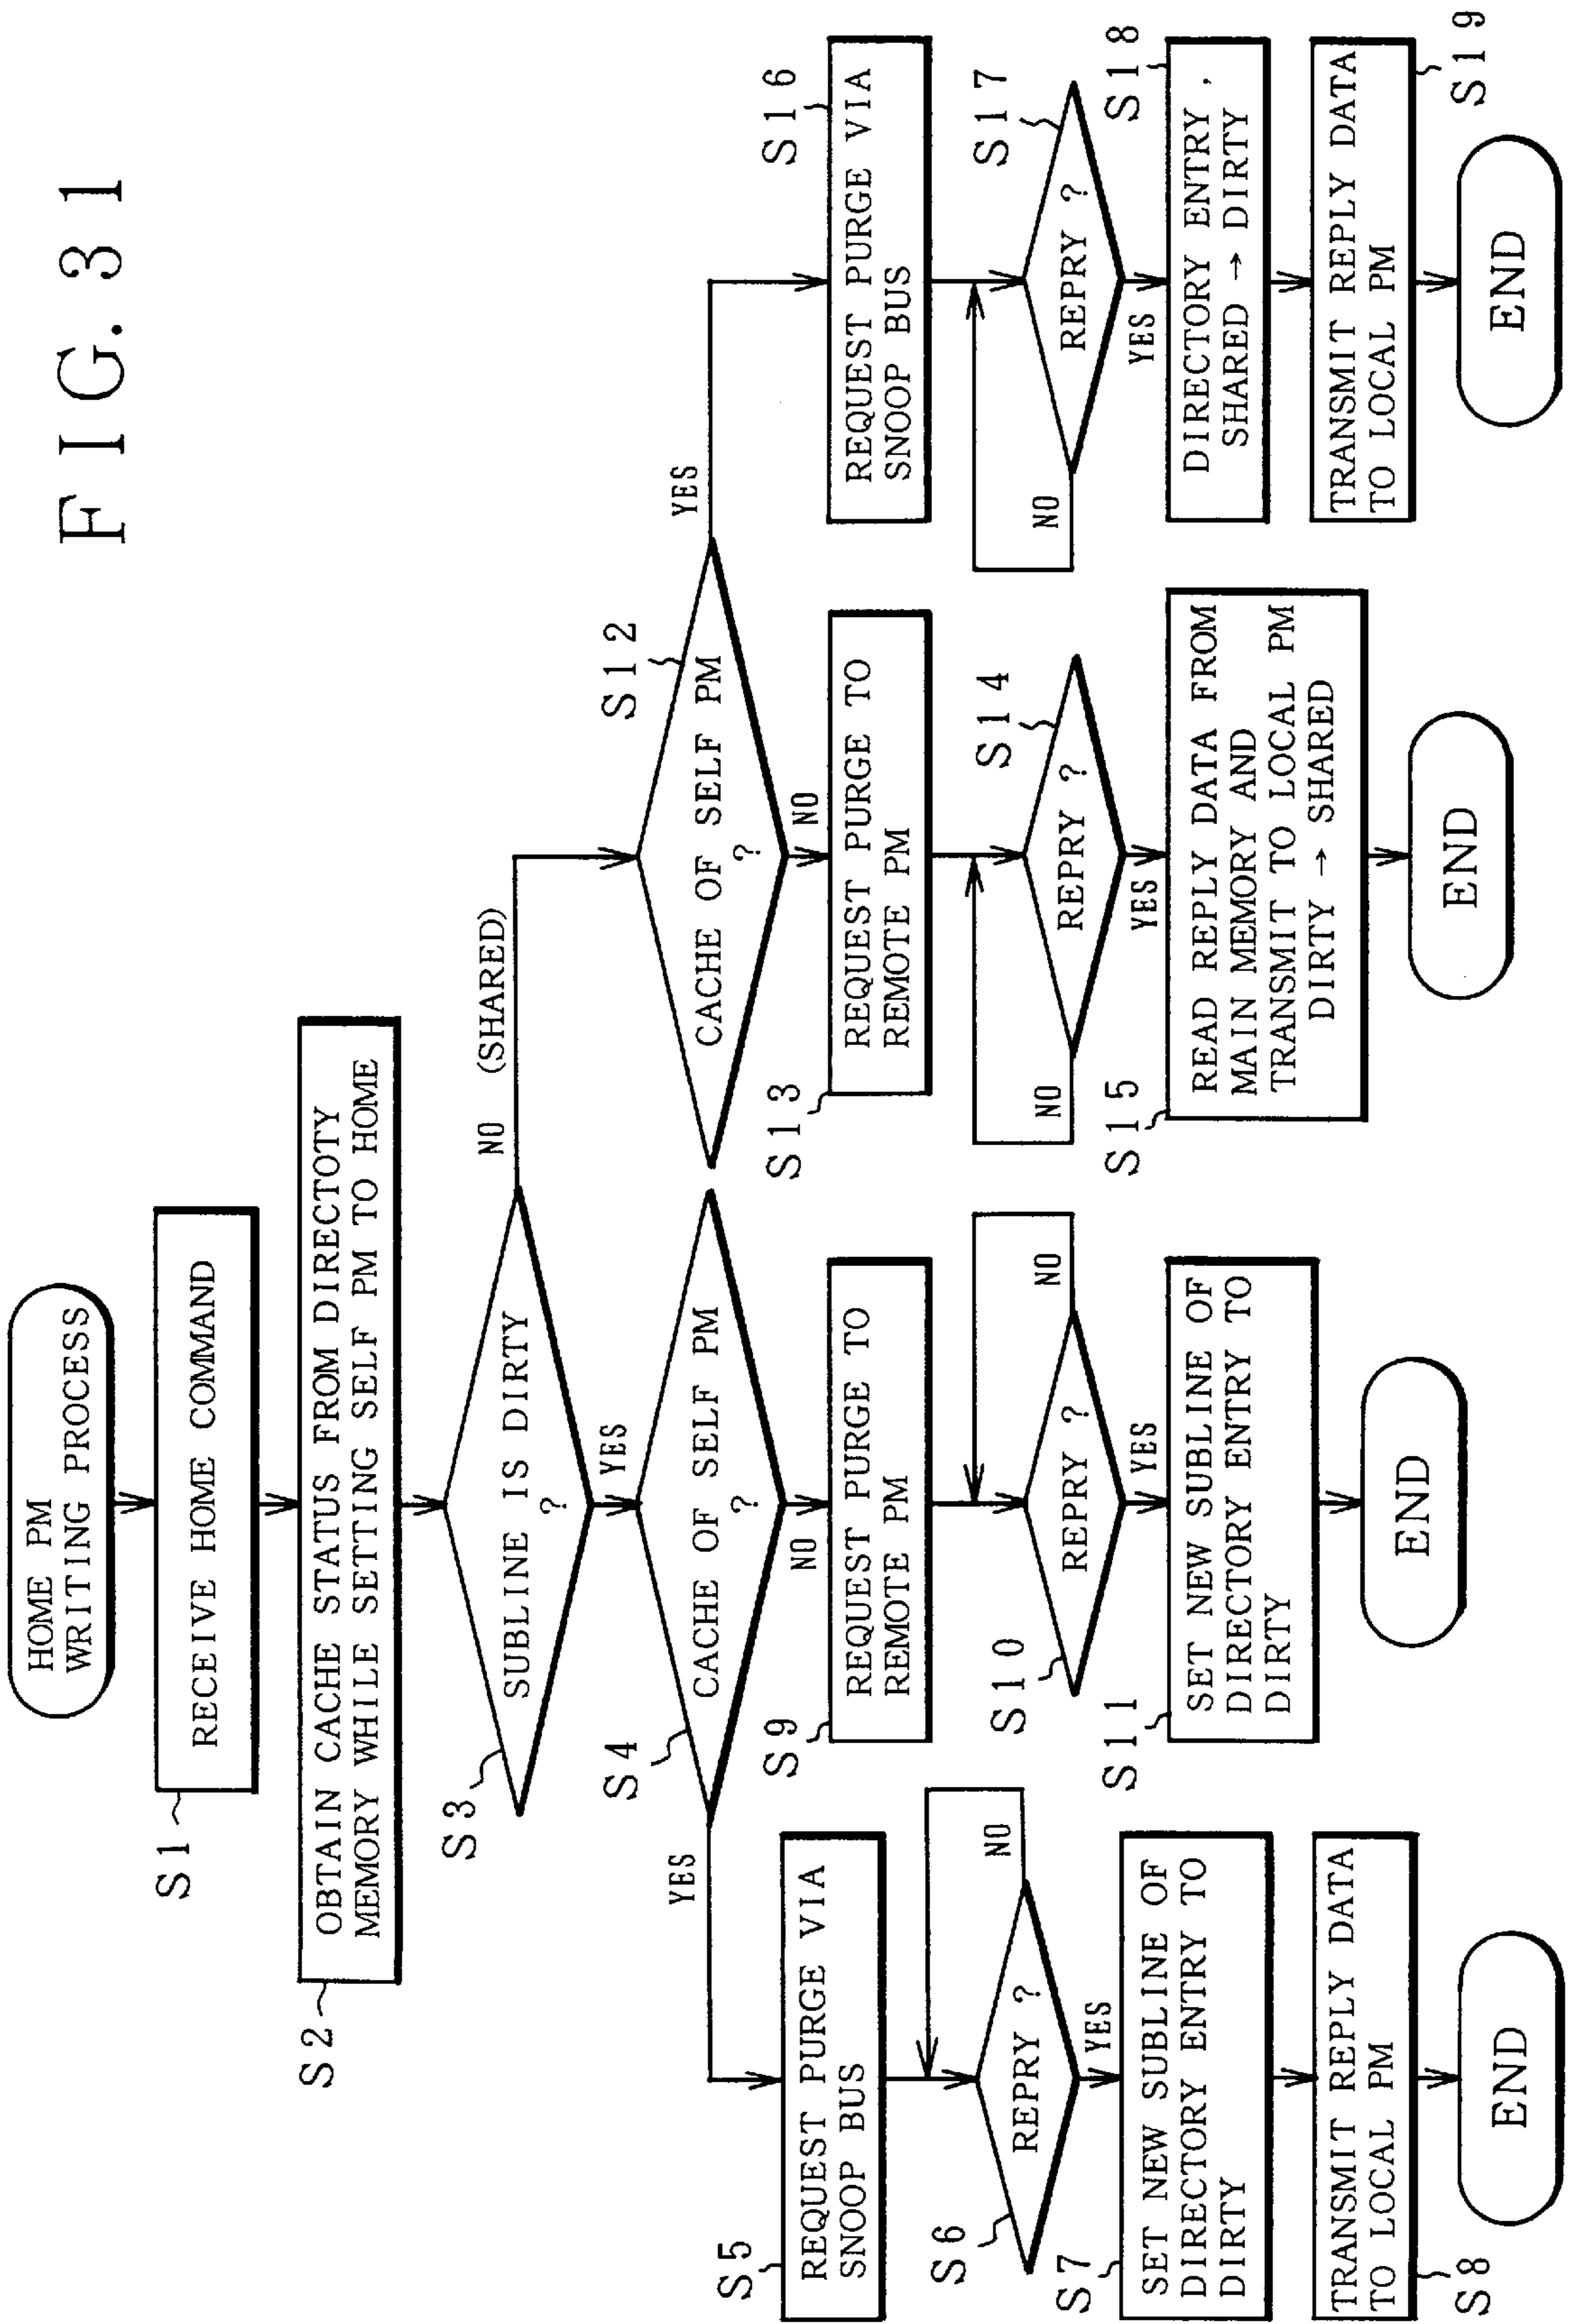 FIG. 31
HOME PM
WRITING PROCESS
S1
RECEIVE HOME COMMAND
S2
OBTAIN CACHE STATUS FROM DIRECTOTY
MEMORY WHILE SETTING SELF PM TO HOME
S3
SUBLINE IS DIRTY
?
NO (SHARED)
YES
S4
CACHE OF SELF PM
?
YES
NO
S5
REQUEST PURGE VIA
SNOOP BUS
S6
REPRY ?
NO
YES
S7
SET NEW SUBLINE OF
DIRECTORY ENTRY TO
DIRTY
S8
TRANSMIT REPLY DATA
TO LOCAL PM
END
S9
REQUEST PURGE TO
REMOTE PM
S10
REPRY ?
NO
YES
S11
SET NEW SUBLINE OF
DIRECTORY ENTRY TO
DIRTY
END
S12
CACHE OF SELF PM
?
YES
NO
S13
REQUEST PURGE TO
REMOTE PM
S14
REPRY ?
NO
YES
S15
READ REPLY DATA FROM
MAIN MEMORY AND
TRANSMIT TO LOCAL PM
DIRTY → SHARED
END
S16
REQUEST PURGE VIA
SNOOP BUS
S17
REPRY ?
NO
YES
S18
DIRECTORY ENTRY ,
SHARED → DIRTY
S19
TRANSMIT REPLY DATA
TO LOCAL PM
END